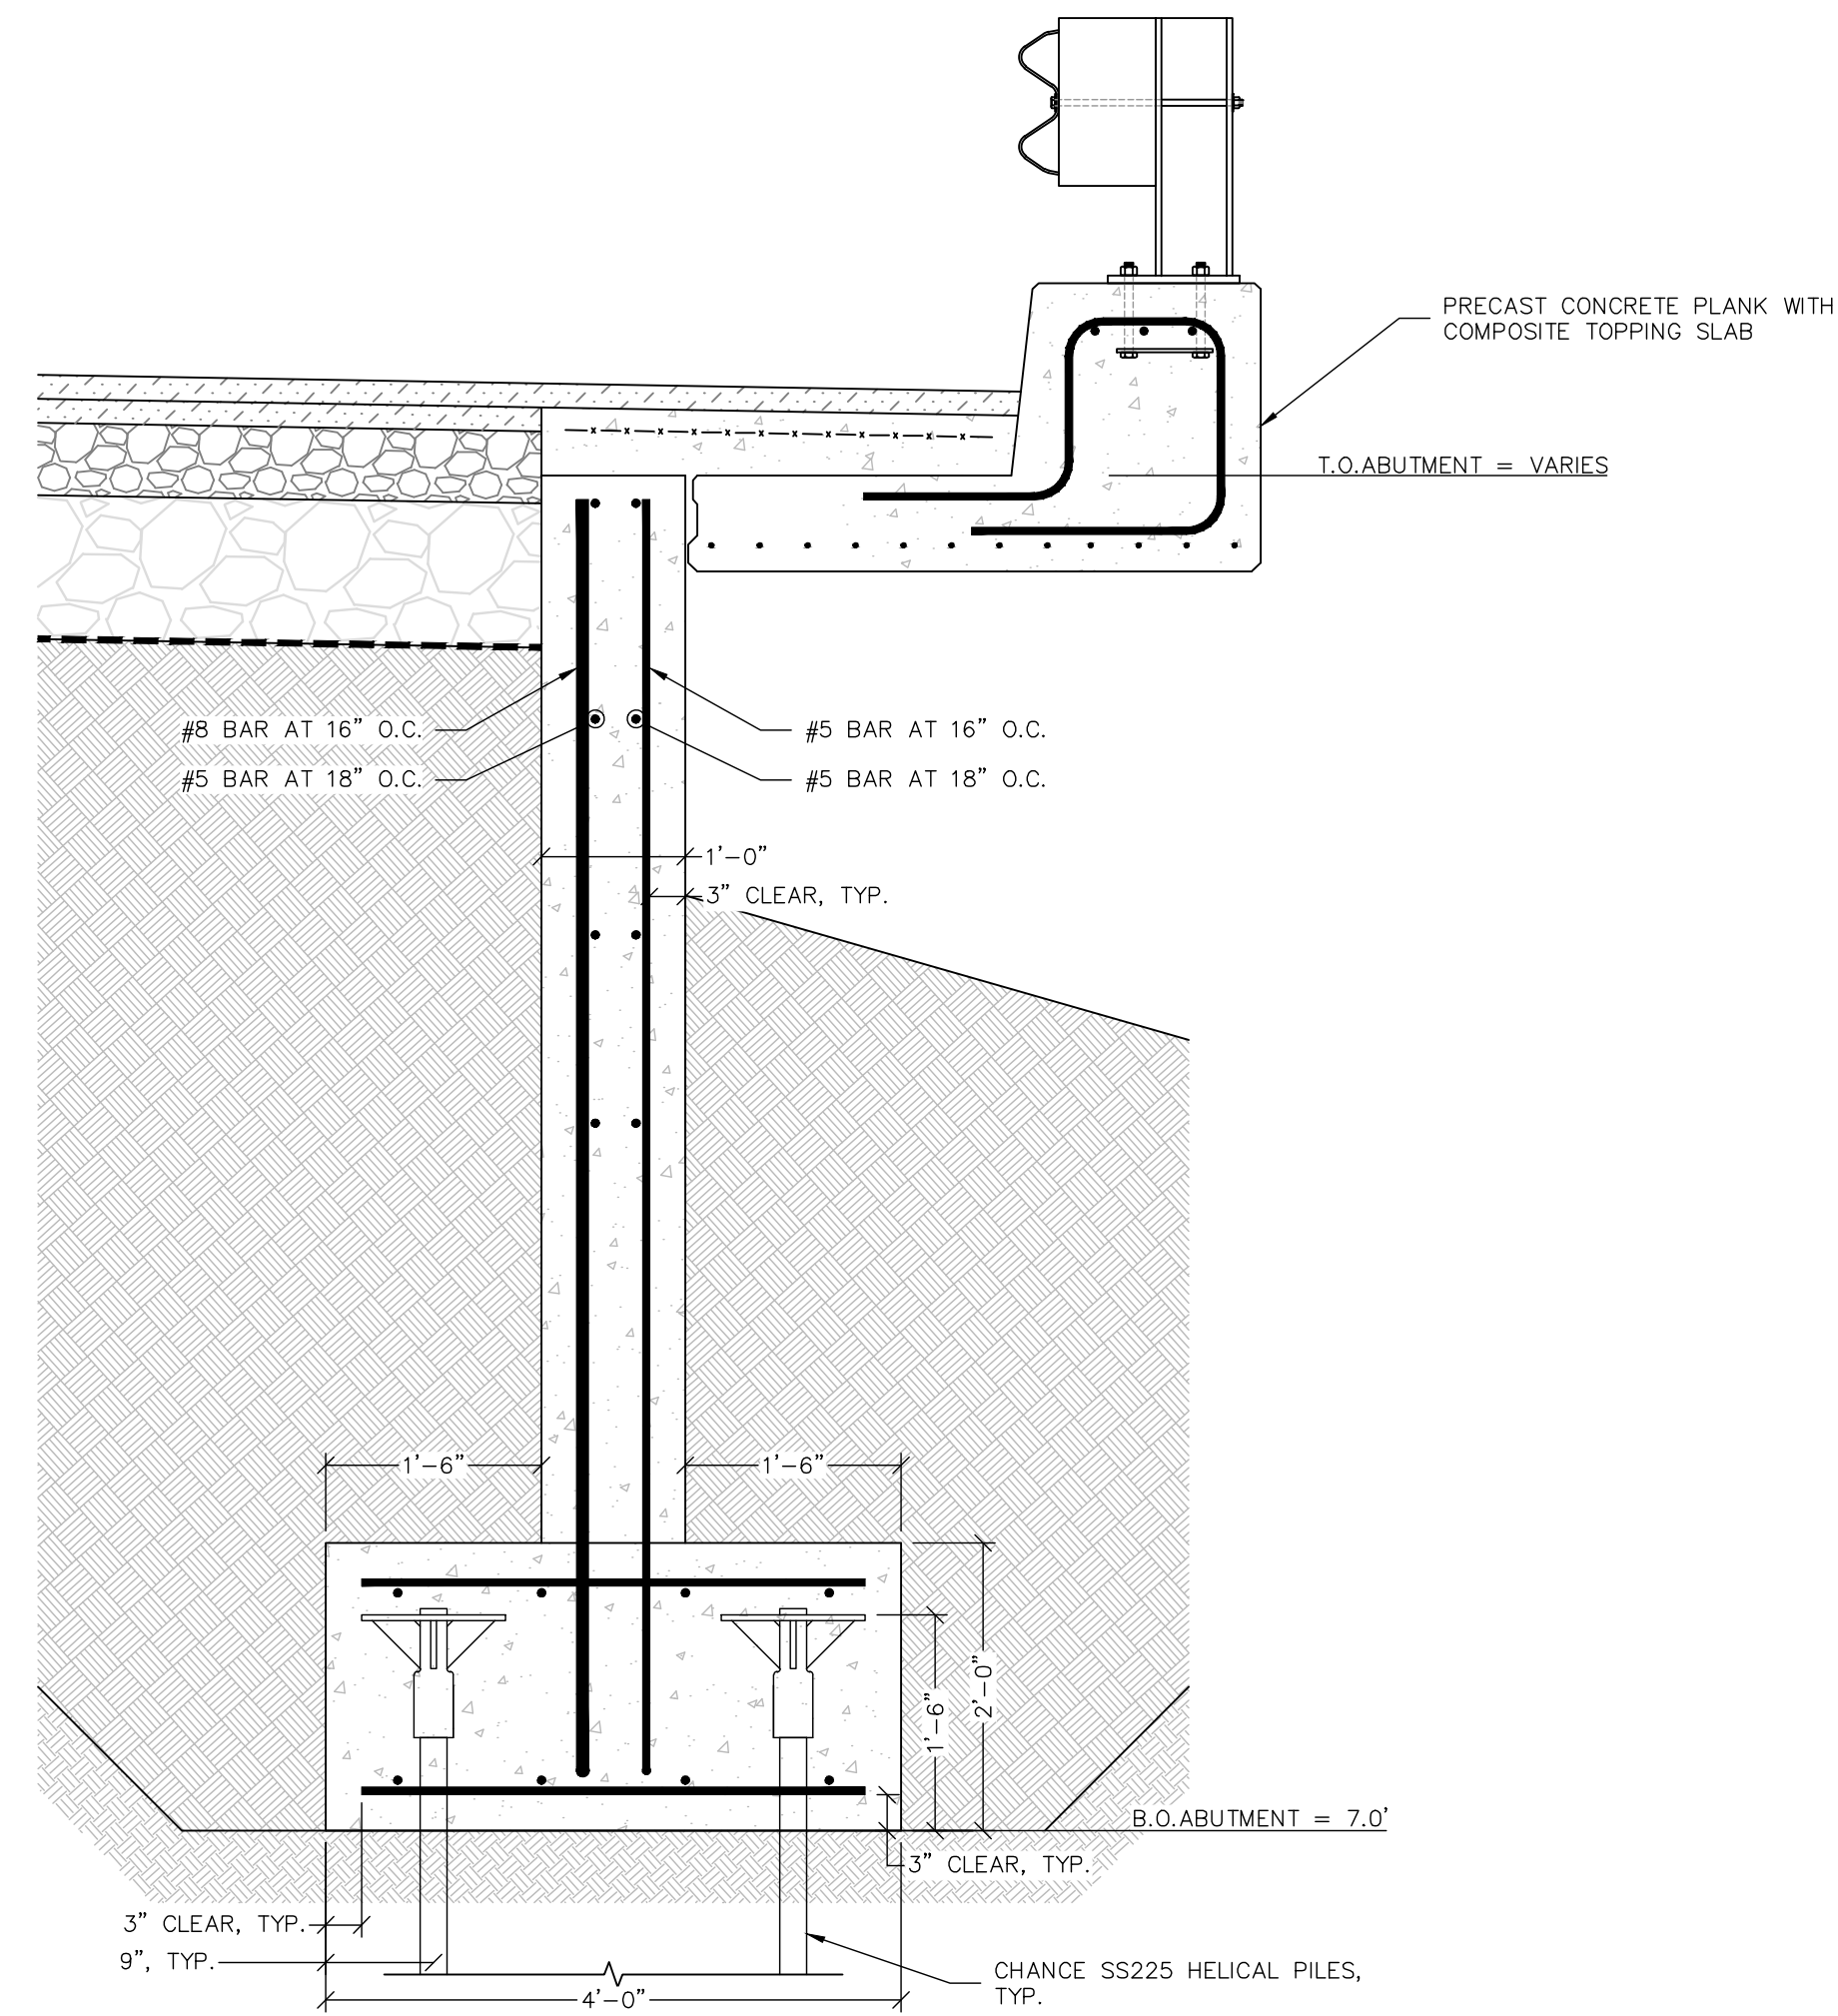 PRECAST CONCRETE PLANK WITH
COMPOSITE TOPPING SLAB
T.O.ABUTMENT = VARIES
#8 BAR AT 16" O.C.
#5 BAR AT 16" O.C.
#5 BAR AT 18" O.C.
#5 BAR AT 18" O.C.
1'-0"
3" CLEAR, TYP.
1'-6"
1'-6"
2'-0"
1'-6"
B.O.ABUTMENT = 7.0'
3" CLEAR, TYP.
3" CLEAR, TYP.
9", TYP.
CHANCE SS225 HELICAL PILES,
TYP.
4'-0"